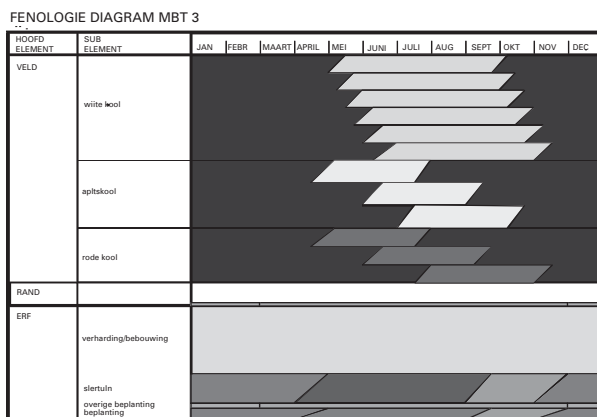 FENOLOGIE DIAGRAM MBT 3
HOOFD ELEMENT SUB ELEMENT JAN FEBR MAART APRIL MEI JUNI JULI AUG SEPT OKT NOV DEC
VELD
wiite kool
apltskool
rode kool
RAND
ERF
verharding/bebouwing
slertuln
overige beplanting
beplanting